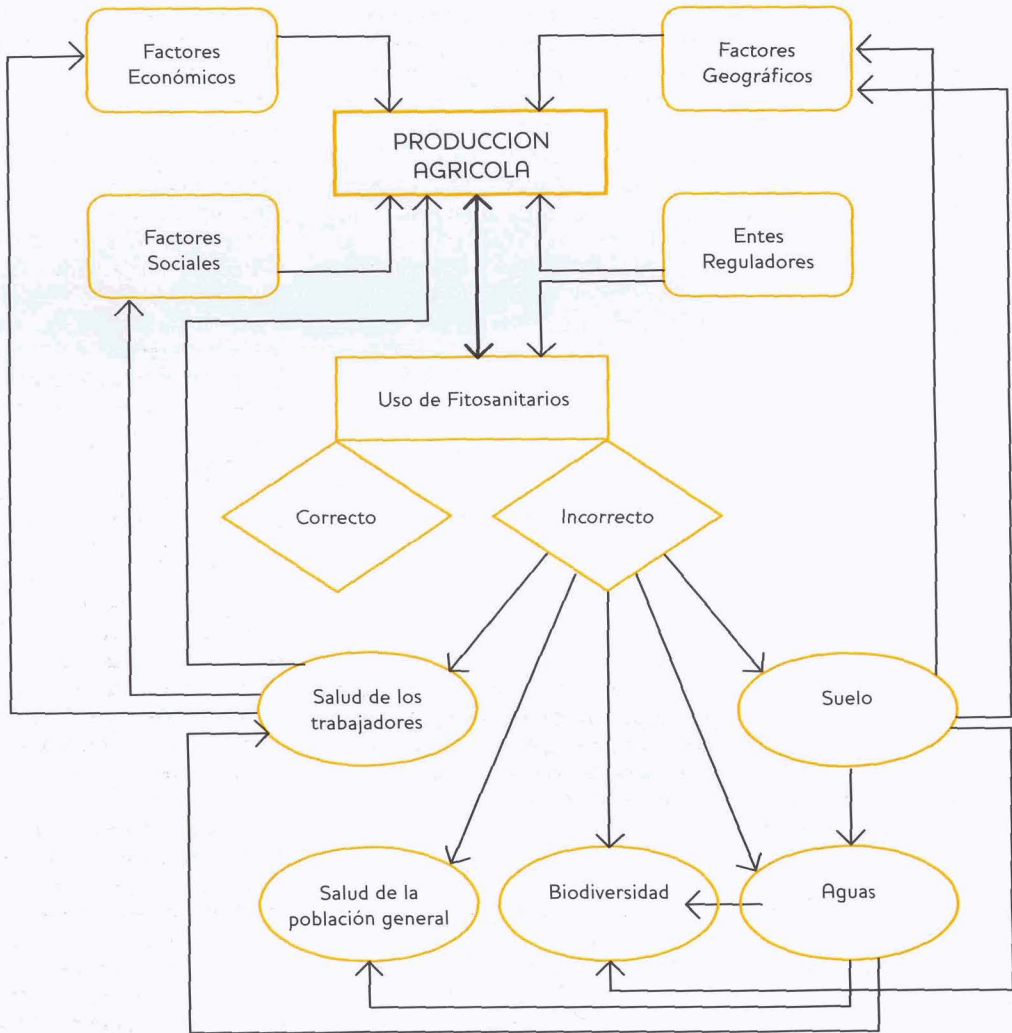 Factores
Económicos
Factores
Geográficos
PRODUCCION
AGRICOLA
Factores
Sociales
Entes
Reguladores
Uso de Fitosanitarios
Correcto
Incorrecto
Salud de los
trabajadores
Suelo
Salud de la
población general
Biodiversidad
Aguas